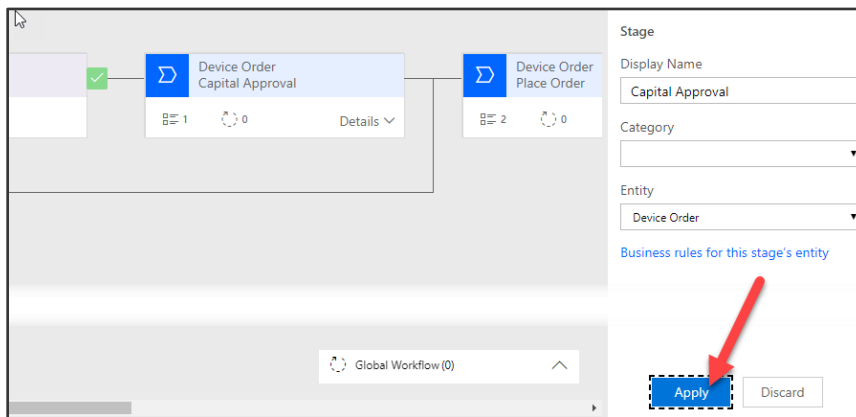 Device Order
Capital Approval
1
0
Details
Device Order
Place Order
2
0
Global Workflow (0)
Stage
Display Name
Capital Approval
Category
Entity
Device Order
Business rules for this stage's entity
Apply
Discard